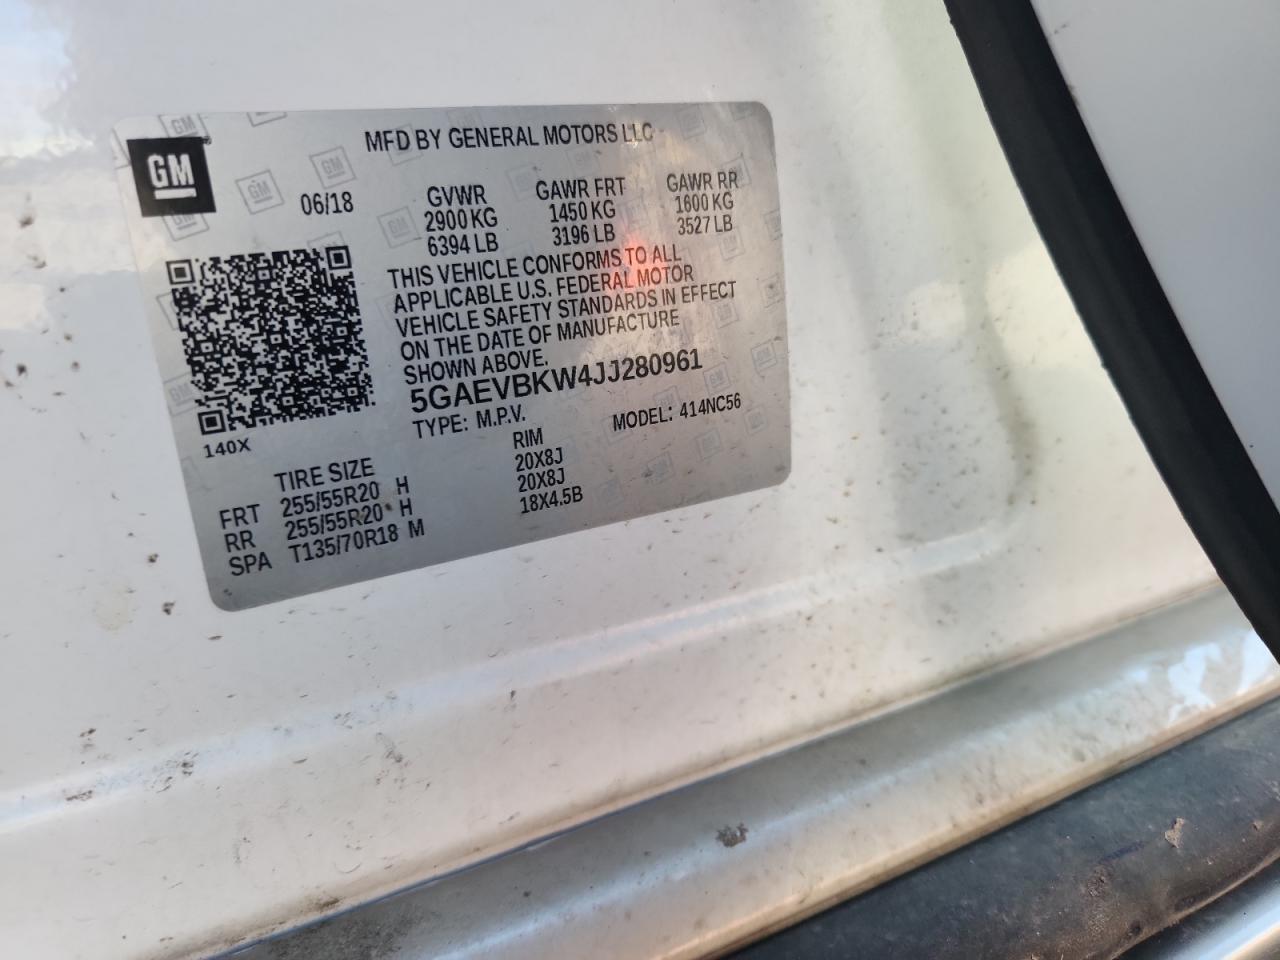 GM
MFD BY GENERAL MOTORS LLC
06/18
GVWR GAWR FRT GAWR RR
2900 KG 1450 KG 1600 KG
6394 LB 3196 LB 3527 LB
THIS VEHICLE CONFORMS TO ALL
APPLICABLE U.S. FEDERAL MOTOR
VEHICLE SAFETY STANDARDS IN EFFECT
ON THE DATE OF MANUFACTURE
SHOWN ABOVE.
5GAEVBKW4JJ280961
TYPE: M.P.V. MODEL: 414NC56
140X
TIRE SIZE RIM
FRT 255/55R20 H 20X8J
RR 255/55R20 H 20X8J
SPA T135/70R18 M 18X4.5B